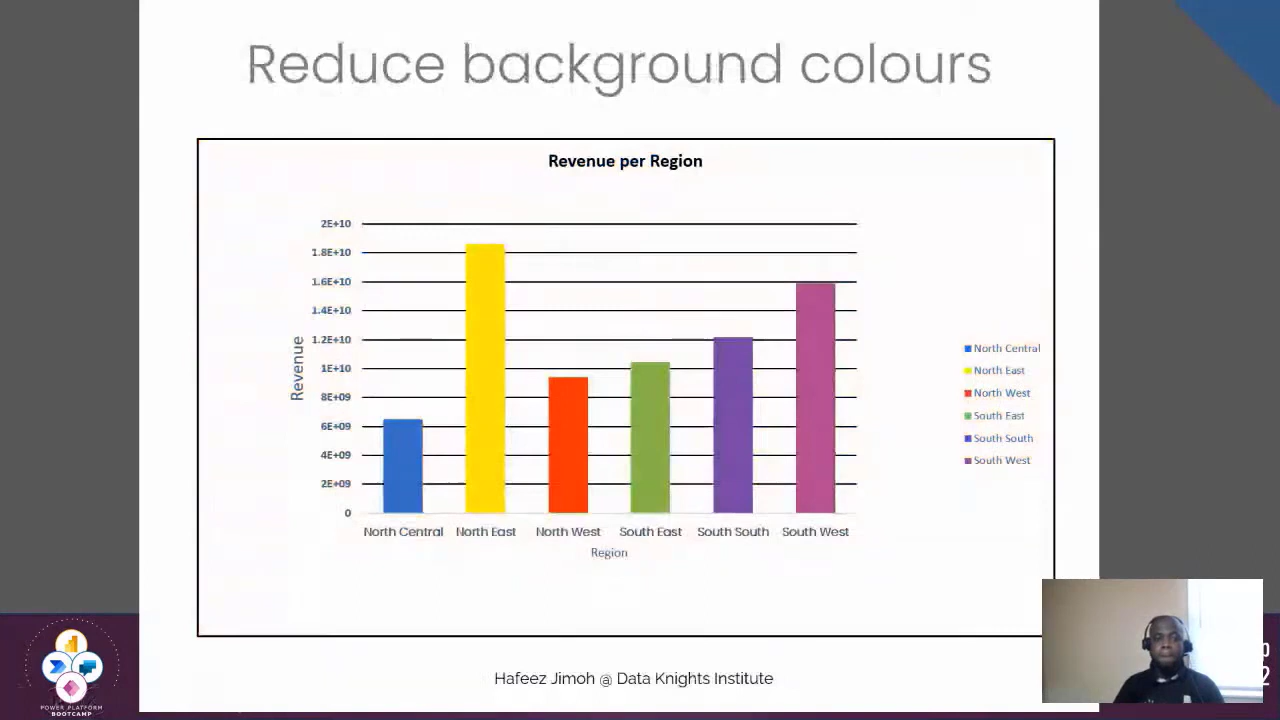 Reduce background colours
Revenue per Region
2E+10
1.8E+10
1.6E+10
1.4E+10
1.2E+10
1E+10
8E+09
6E+09
4E+09
2E+09
0
Revenue
North Central North East North West South East South South South West
Region
North Central
North East
North West
South East
South South
South West
Hafeez Jimoh @ Data Knights Institute
POWER PLATFORM
BOOTCAMP
p
2